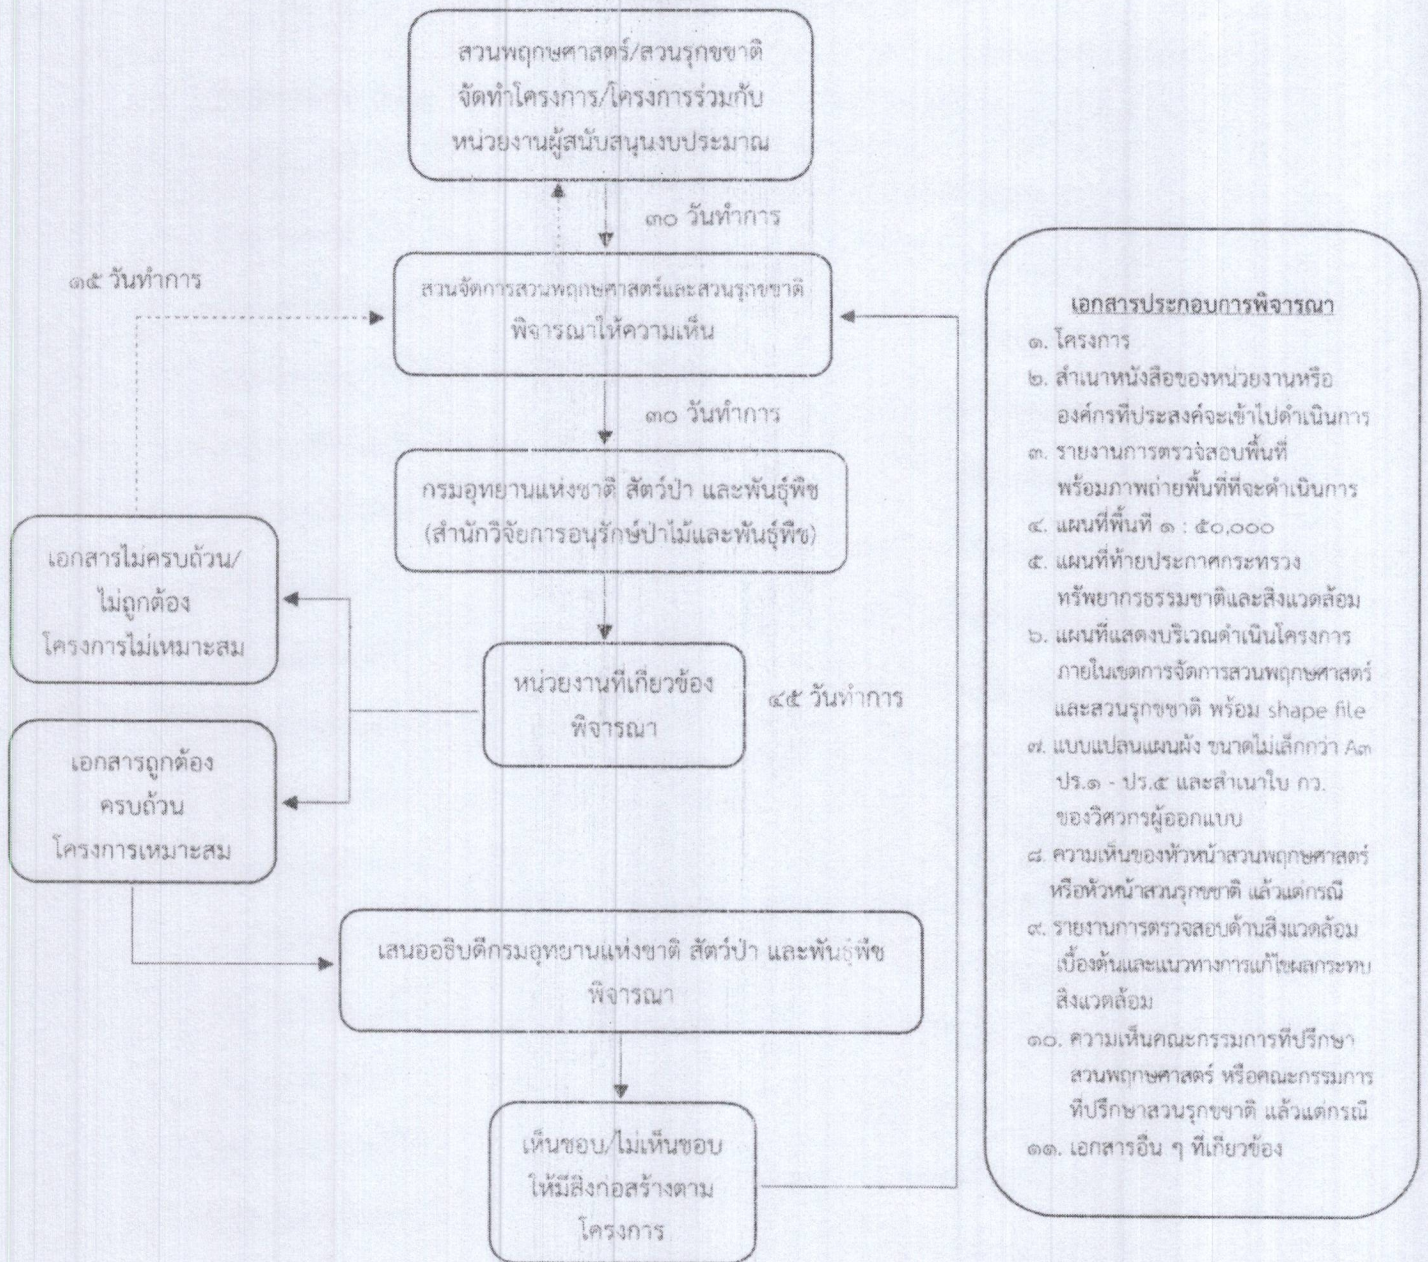 สวนพฤกษศาสตร์/สวนรุกขชาติ
จัดทำโครงการ/โครงการร่วมกับ
หน่วยงานผู้สนับสนุนงบประมาณ
๓๐ วันทำการ
๑๕ วันทำการ
ส่วนจัดการสวนพฤกษศาสตร์และสวนรุกขชาติ
พิจารณาให้ความเห็น
๓๐ วันทำการ
กรมอุทยานแห่งชาติ สัตว์ป่า และพันธุ์พืช
(สำนักวิจัยการอนุรักษ์ป่าไม้และพันธุ์พืช)
เอกสารไม่ครบถ้วน/
ไม่ถูกต้อง
โครงการไม่เหมาะสม
หน่วยงานที่เกี่ยวข้อง
พิจารณา
๔๕ วันทำการ
เอกสารถูกต้อง
ครบถ้วน
โครงการเหมาะสม
เสนออธิบดีกรมอุทยานแห่งชาติ สัตว์ป่า และพันธุ์พืช
พิจารณา
เห็นชอบ/ไม่เห็นชอบ
ให้มีสิ่งก่อสร้างตาม
โครงการ
เอกสารประกอบการพิจารณา
๑. โครงการ
๒. สำเนาหนังสือของหน่วยงานหรือ
องค์กรที่ประสงค์จะเข้าไปดำเนินการ
๓. รายงานการตรวจสอบพื้นที่
พร้อมภาพถ่ายพื้นที่ที่จะดำเนินการ
๔. แผนที่พื้นที่ ๑ : ๕๐,๐๐๐
๕. แผนที่ท้ายประกาศกระทรวง
ทรัพยากรธรรมชาติและสิ่งแวดล้อม
๖. แผนที่แสดงบริเวณดำเนินโครงการ
ภายในเขตการจัดการสวนพฤกษศาสตร์
และสวนรุกขชาติ พร้อม shape file
๗. แบบแปลนแผนผัง ขนาดไม่เล็กกว่า A๓
ปร.๑ - ปร.๕ และสำเนาใบ กว.
ของวิศวกรผู้ออกแบบ
๘. ความเห็นของหัวหน้าสวนพฤกษศาสตร์
หรือหัวหน้าสวนรุกขชาติ แล้วแต่กรณี
๙. รายงานการตรวจสอบด้านสิ่งแวดล้อม
เบื้องต้นและแนวทางการแก้ไขผลกระทบ
สิ่งแวดล้อม
๑๐. ความเห็นคณะกรรมการที่ปรึกษา
สวนพฤกษศาสตร์ หรือคณะกรรมการ
ที่ปรึกษาสวนรุกขชาติ แล้วแต่กรณี
๑๑. เอกสารอื่น ๆ ที่เกี่ยวข้อง